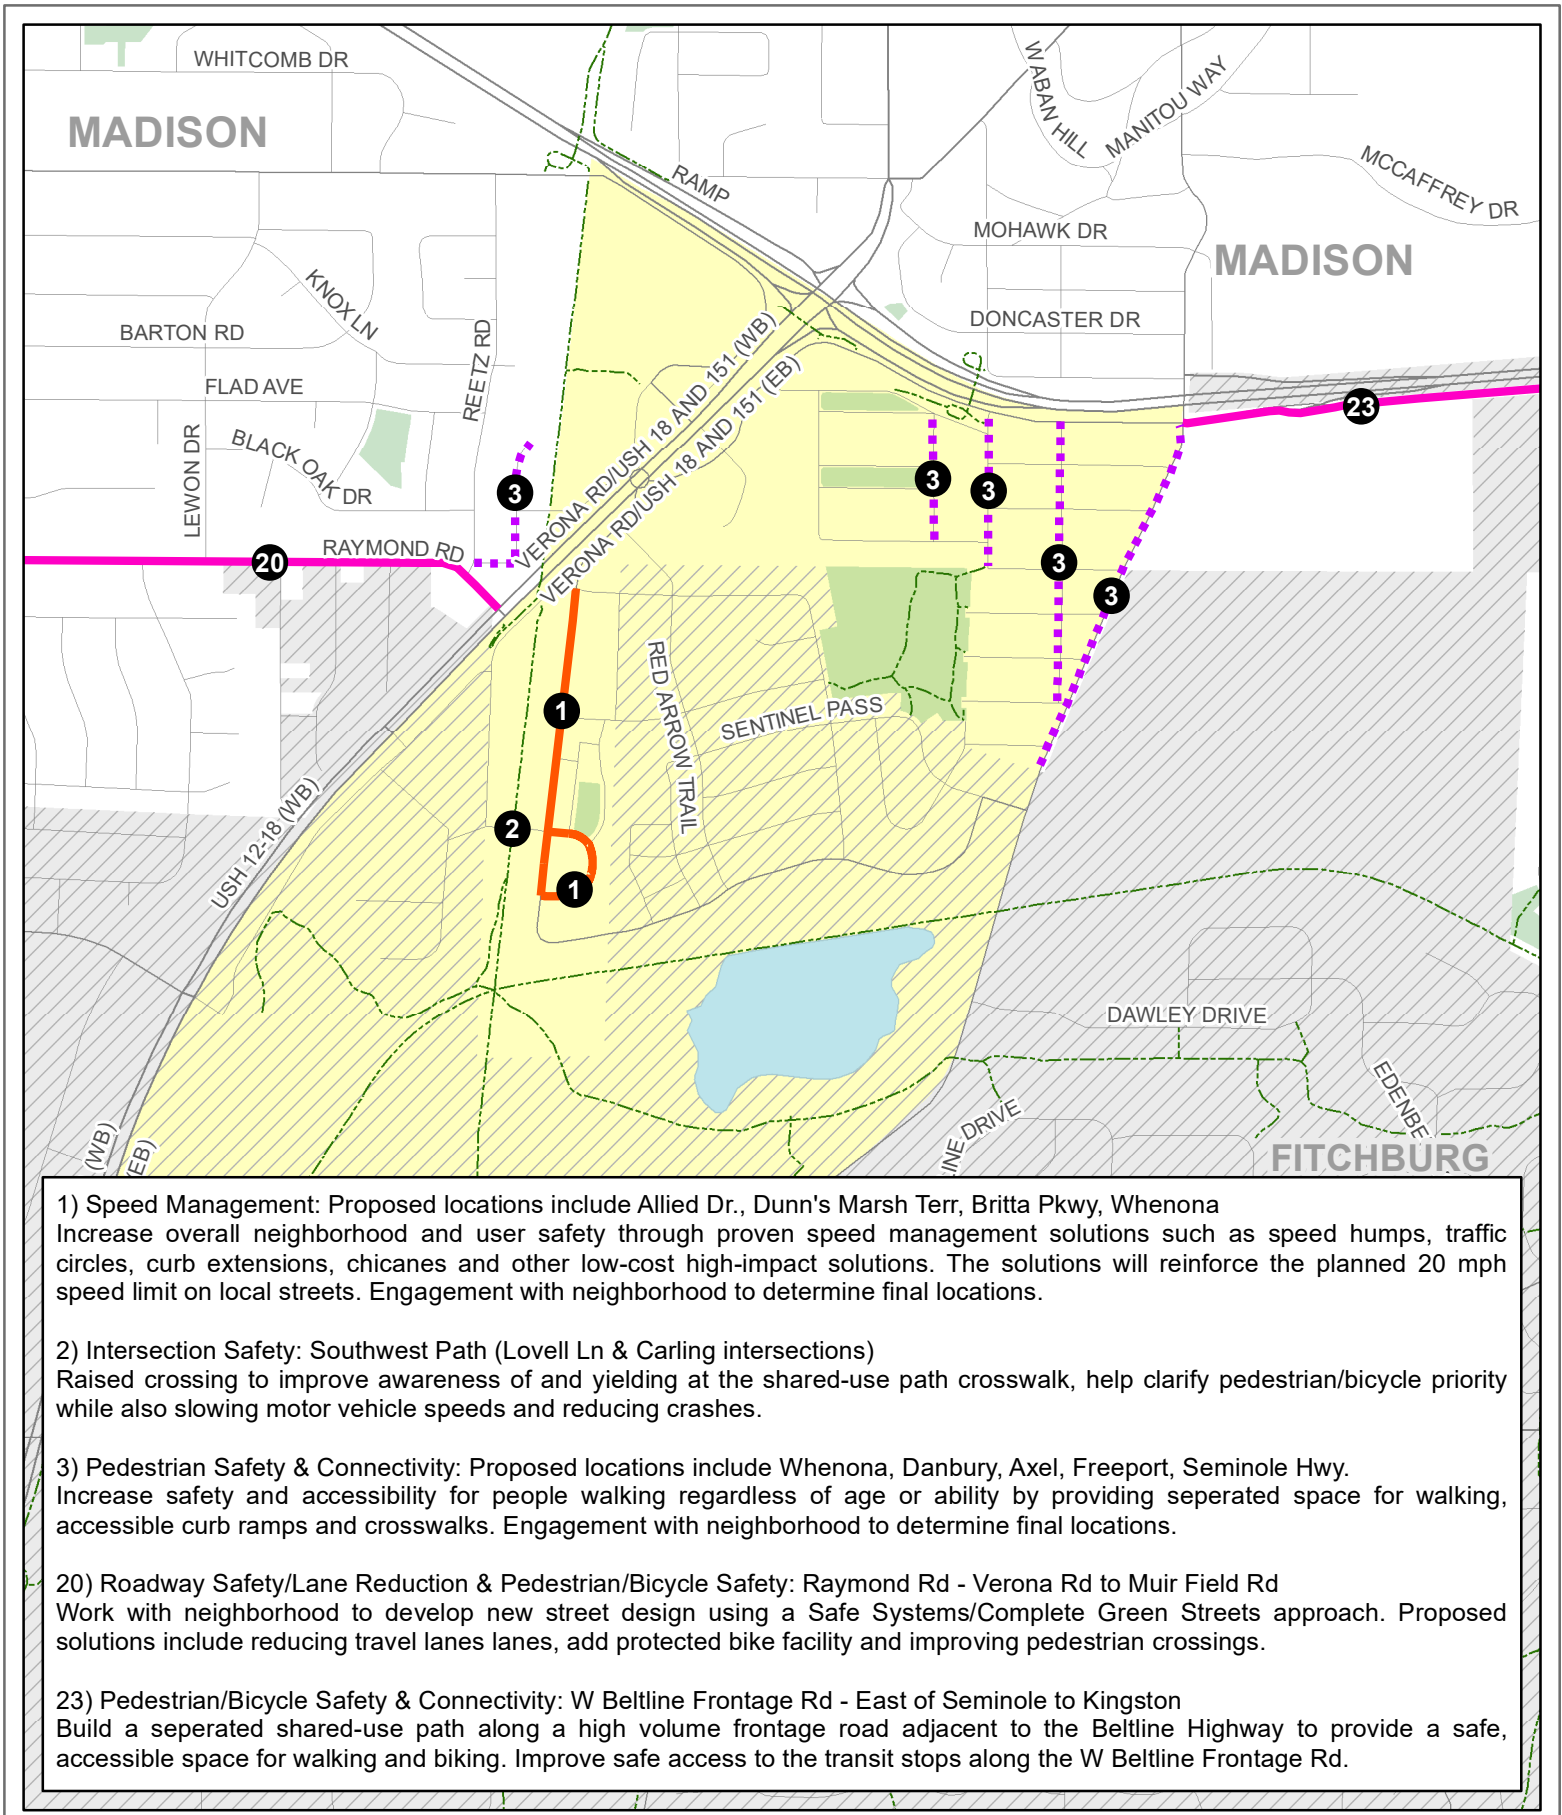 WHITCOMB DR
MADISON
WABAN HILL
MANITOU WAY
MCCAFFREY DR
RAMP
MOHAWK DR
MADISON
KNOX LN
BARTON RD
REETZ RD
DONCASTER DR
VERONA RD/USH 18 AND 151 (WB)
VERONA RD/USH 18 AND 151 (EB)
FLAD AVE
23
LEWON DR
BLACK OAK DR
3
3
3
RAYMOND RD
20
3
3
RED ARROW TRAIL
1
SENTINEL PASS
2
USH 12-18 (WB)
1
DAWLEY DRIVE
EDENBE
(WB)
(EB)
INE DRIVE
FITCHBURG
1) Speed Management: Proposed locations include Allied Dr., Dunn's Marsh Terr, Britta Pkwy, Whenona
Increase overall neighborhood and user safety through proven speed management solutions such as speed humps, traffic
circles, curb extensions, chicanes and other low-cost high-impact solutions. The solutions will reinforce the planned 20 mph
speed limit on local streets. Engagement with neighborhood to determine final locations.
2) Intersection Safety: Southwest Path (Lovell Ln & Carling intersections)
Raised crossing to improve awareness of and yielding at the shared-use path crosswalk, help clarify pedestrian/bicycle priority
while also slowing motor vehicle speeds and reducing crashes.
3) Pedestrian Safety & Connectivity: Proposed locations include Whenona, Danbury, Axel, Freeport, Seminole Hwy.
Increase safety and accessibility for people walking regardless of age or ability by providing seperated space for walking,
accessible curb ramps and crosswalks. Engagement with neighborhood to determine final locations.
20) Roadway Safety/Lane Reduction & Pedestrian/Bicycle Safety: Raymond Rd - Verona Rd to Muir Field Rd
Work with neighborhood to develop new street design using a Safe Systems/Complete Green Streets approach. Proposed
solutions include reducing travel lanes lanes, add protected bike facility and improving pedestrian crossings.
23) Pedestrian/Bicycle Safety & Connectivity: W Beltline Frontage Rd - East of Seminole to Kingston
Build a seperated shared-use path along a high volume frontage road adjacent to the Beltline Highway to provide a safe,
accessible space for walking and biking. Improve safe access to the transit stops along the W Beltline Frontage Rd.